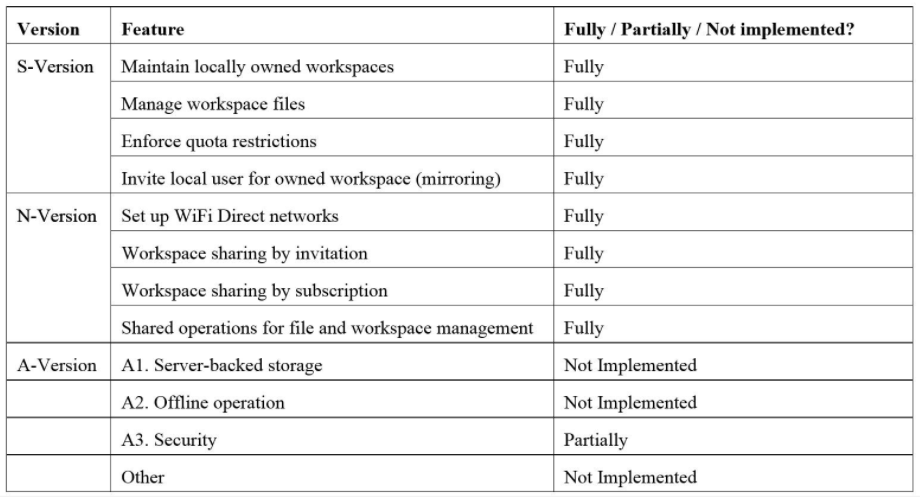 Version Feature Fully / Partially / Not implemented?
S-Version Maintain locally owned workspaces Fully
Manage workspace files Fully
Enforce quota restrictions Fully
Invite local user for owned workspace (mirroring) Fully
N-Version Set up WiFi Direct networks Fully
Workspace sharing by invitation Fully
Workspace sharing by subscription Fully
Shared operations for file and workspace management Fully
A-Version A1. Server-backed storage Not Implemented
A2. Offline operation Not Implemented
A3. Security Partially
Other Not Implemented